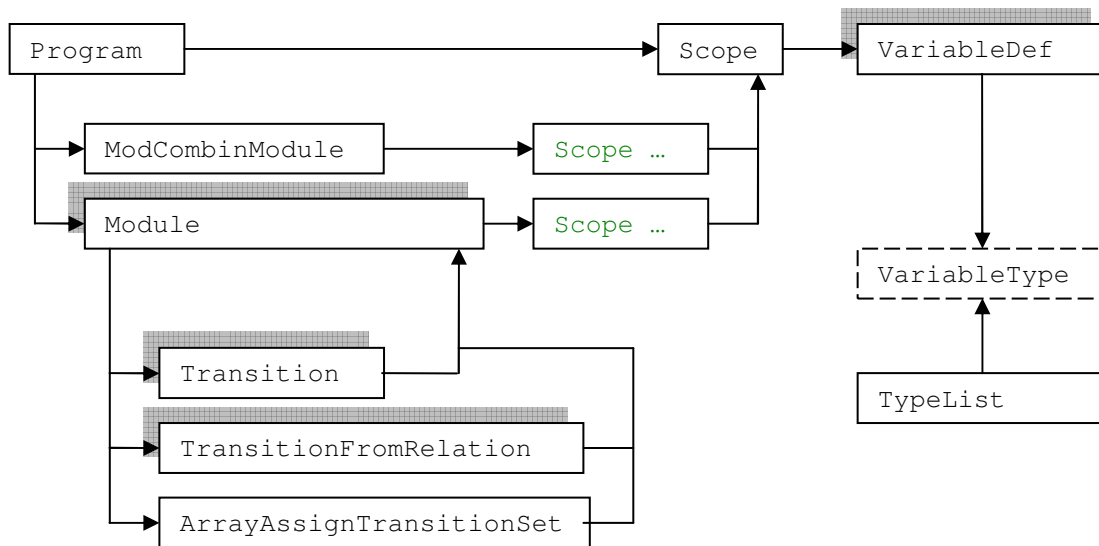 Program
Scope
VariableDef
ModCombinModule
Scope …
Module
Scope …
VariableType
Transition
TypeList
TransitionFromRelation
ArrayAssignTransitionSet